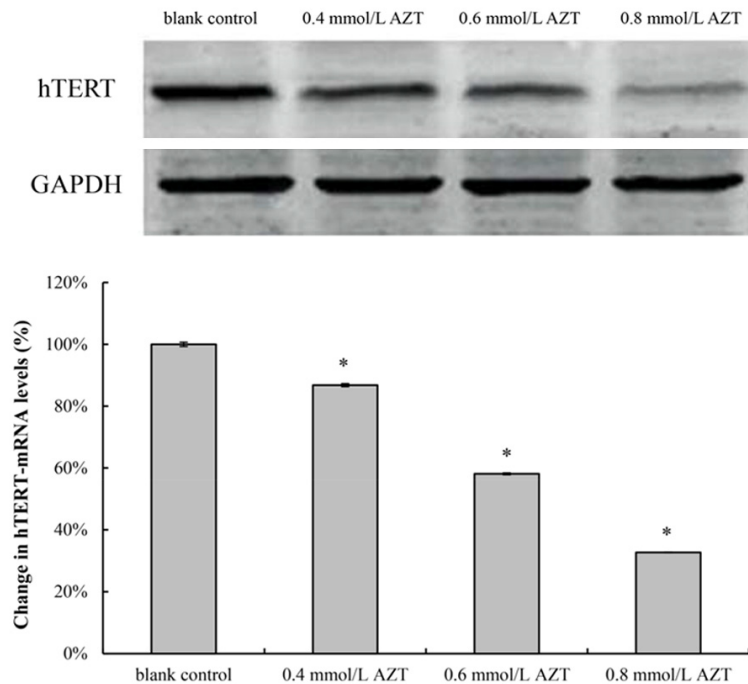 blank control 0.4 mmol/L AZT 0.6 mmol/L AZT 0.8 mmol/L AZT
hTERT
GAPDH
Change in hTERT-mRNA levels (%)
120%
100%
*
80%
60%
*
40%
*
20%
0%
blank control 0.4 mmol/L AZT 0.6 mmol/L AZT 0.8 mmol/L AZT